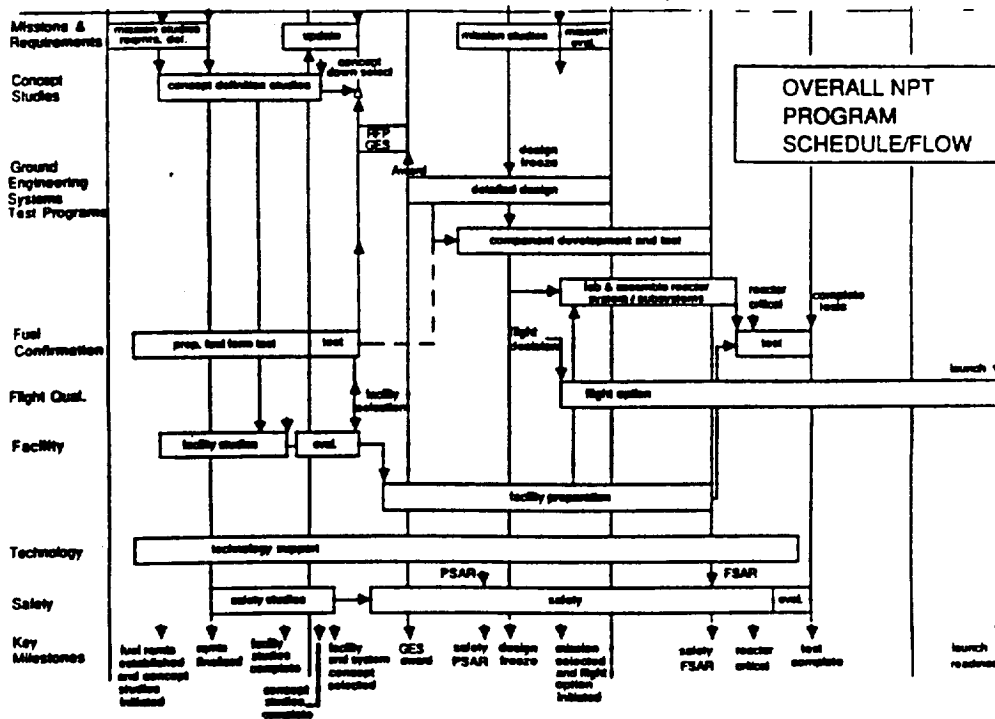 Missions &
Requirements
mission studies
reqmts. def.
update
mission studies
mission
eval.
concept
down select
Concept
Studies
concept definition studies
OVERALL NPT
PROGRAM
SCHEDULE/FLOW
RFP
GES
Award
design
freeze
Ground
Engineering
Systems
Test Programs
detailed design
component development and test
fab & assemble reactor
system / subsystems
reactor
critical
complete
tests
Fuel
Confirmation
prep. fuel form test
test
flight
decision
test
launch
Flight Qual.
facility
selection
flight option
Facility
facility studies
eval.
facility preparation
Technology
technology support
PSAR
FSAR
Safety
safety studies
safety
eval.
Key
Milestones
fuel reqmts
established
and concept
studies
initiated
reqmts
finalized
facility
studies
complete
concept
studies
complete
facility
and system
concept
selected
GES
award
safety
PSAR
design
freeze
mission
selected
and flight
option
initiated
safety
FSAR
reactor
critical
test
complete
launch
readiness